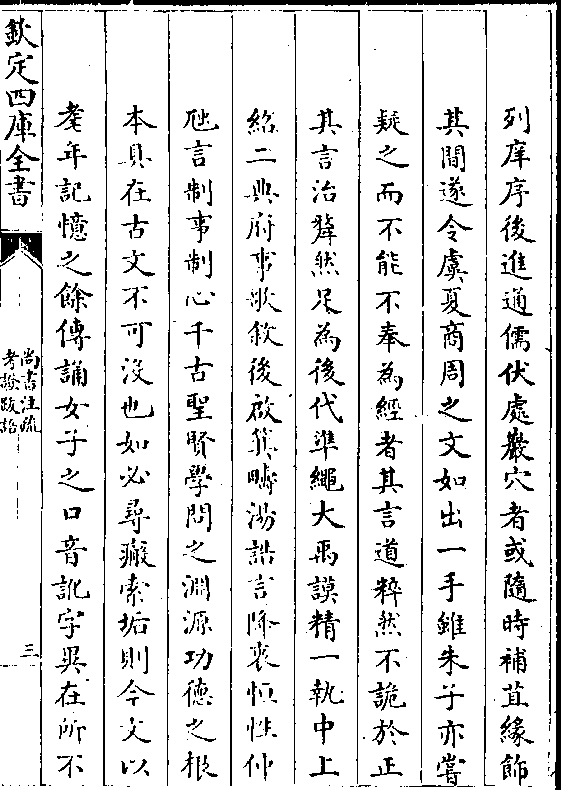 列庠序後進通儒伏處巖穴者或隨時補苴緣飾
其間遂令虞夏商周之文如出一手雖朱子亦嘗
疑之而不能不奉為經者其言道粹然不詭於正
其言治犖然足為後代準繩大禹謨精一執中上
紹二典府事歌敘後啟箕疇湯誥言降衷恒性仲
虺言制事制心千古聖賢學問之淵源功德之根
本具在古文不可沒也如必尋瘢索垢則今文以
耄年記憶之餘傳誦女子之口音訛字異在所不
欽定四庫全書
尚書注疏
考證跋語
三